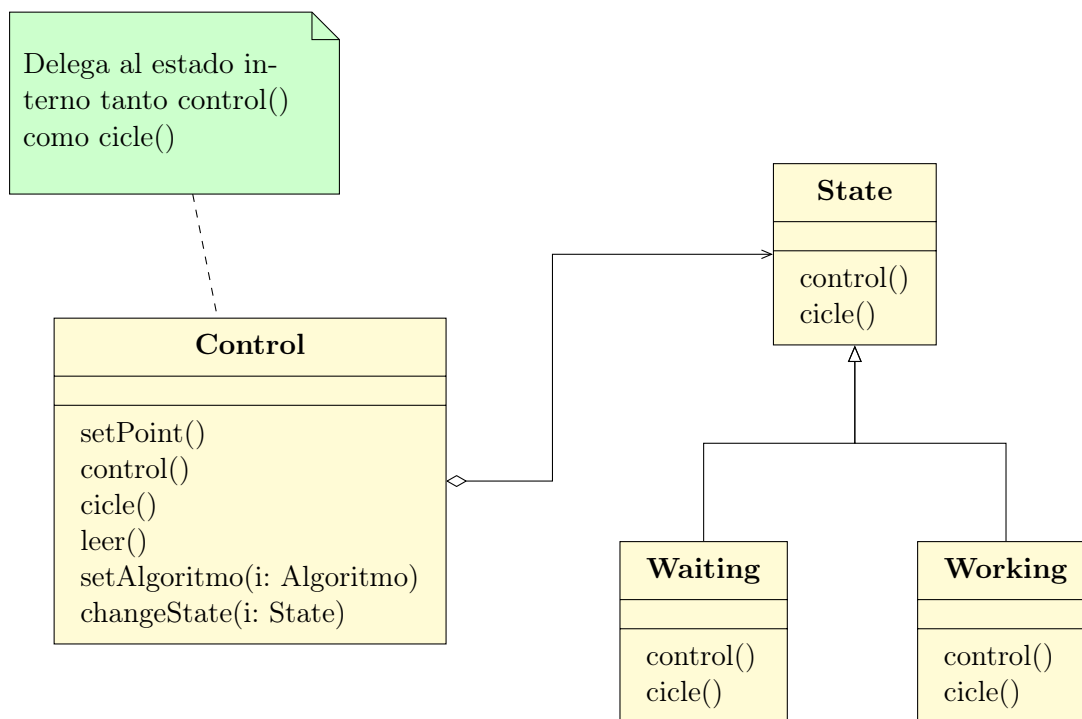 Delega al estado in-
terno tanto control()
como cicle()
State
control()
cicle()
Control
setPoint()
control()
cicle()
leer()
setAlgoritmo(i: Algoritmo)
changeState(i: State)
Waiting
control()
cicle()
Working
control()
cicle()